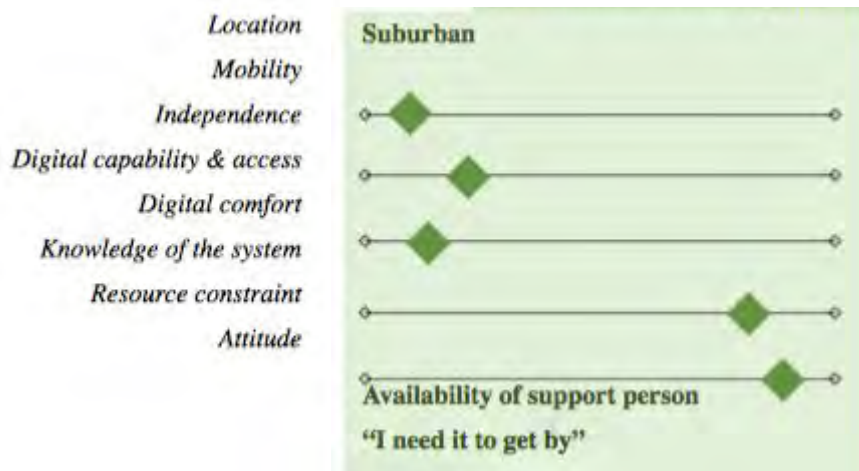 Location
Suburban
Mobility
Independence
Digital capability & access
Digital comfort
Knowledge of the system
Resource constraint
Attitude
Availability of support person
“I need it to get by”